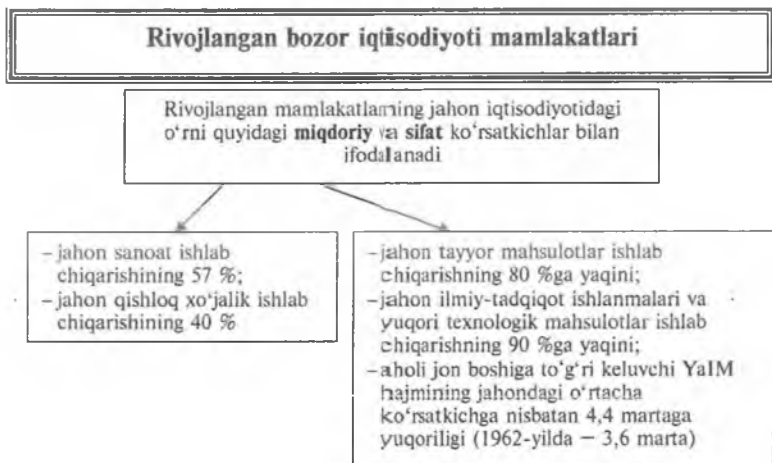 Rivojlangan bozor iqtisodiyoti mamlakatlari
Rivojlangan mamlakatlarning jahon iqtisodiyotidagi
o‘rni quyidagi miqdoriy va sifat ko‘rsatkichlar bilan
ifodalanadi
–jahon sanoat ishlab
chiqarishining 57 %;
–jahon qishloq xo‘jalik ishlab
chiqarishining 40 %
–jahon tayyor mahsulotlar ishlab
chiqarishning 80 %ga yaqini;
–jahon ilmiy-tadqiqot ishlanmalari va
yuqori texnologik mahsulotlar ishlab
chiqarishning 90 %ga yaqini;
–aholi jon boshiga to‘g‘ri keluvchi YaIM
hajmining jahondagi o‘rtacha
ko‘rsatkichga nisbatan 4,4 martaga
yuqoriligi (1962-yilda – 3,6 marta)